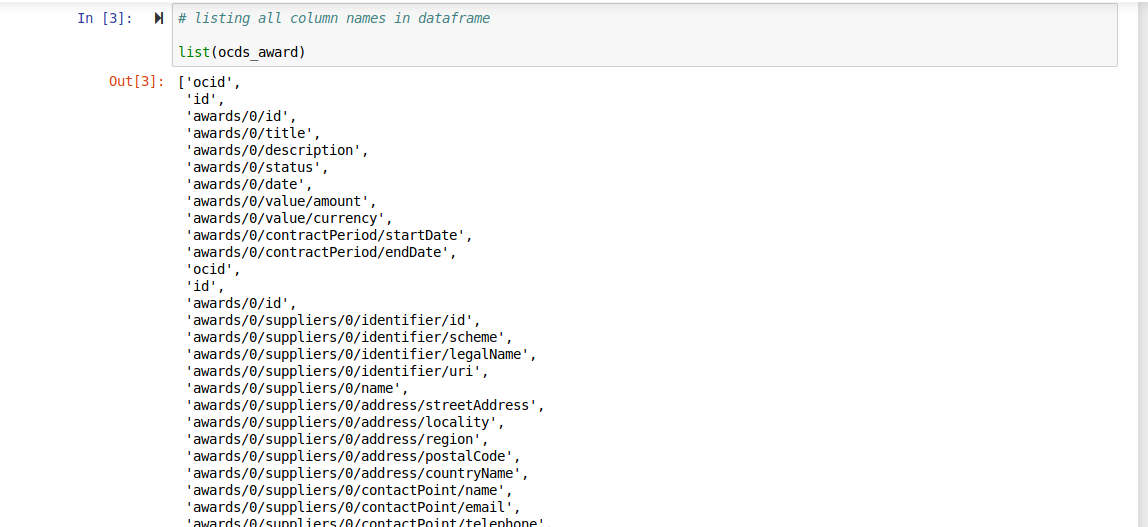 In [3]:
# listing all column names in dataframe
list(ocds_award)
Out[3]: ['ocid',
'id',
'awards/0/id',
'awards/0/title',
'awards/0/description',
'awards/0/status',
'awards/0/date',
'awards/0/value/amount',
'awards/0/value/currency',
'awards/0/contractPeriod/startDate',
'awards/0/contractPeriod/endDate',
'ocid',
'id',
'awards/0/id',
'awards/0/suppliers/0/identifier/id',
'awards/0/suppliers/0/identifier/scheme',
'awards/0/suppliers/0/identifier/legalName',
'awards/0/suppliers/0/identifier/uri',
'awards/0/suppliers/0/name',
'awards/0/suppliers/0/address/streetAddress',
'awards/0/suppliers/0/address/locality',
'awards/0/suppliers/0/address/region',
'awards/0/suppliers/0/address/postalCode',
'awards/0/suppliers/0/address/countryName',
'awards/0/suppliers/0/contactPoint/name',
'awards/0/suppliers/0/contactPoint/email',
'awards/0/suppliers/0/contactPoint/telephone',